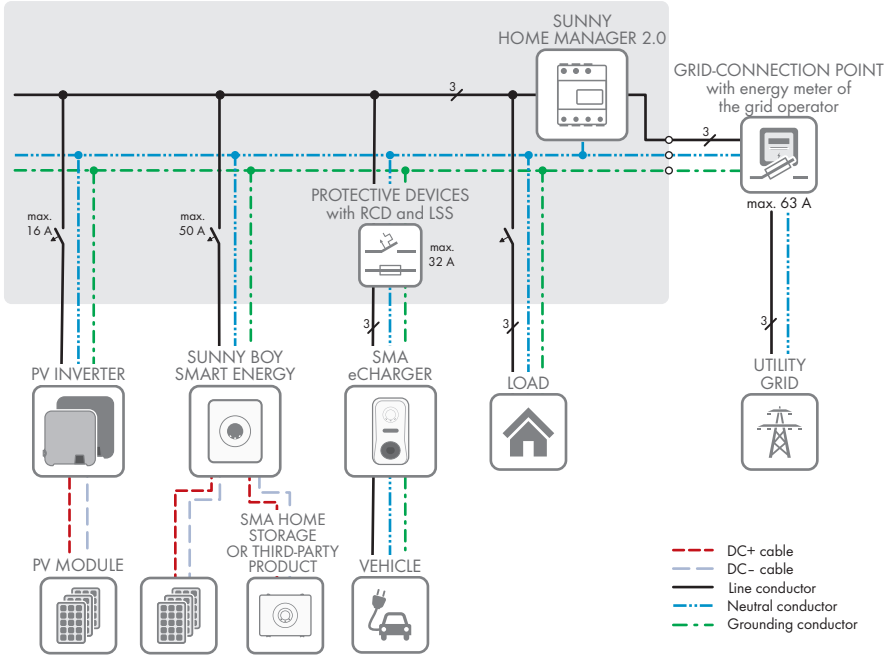 SUNNY
HOME MANAGER 2.0
GRID-CONNECTION POINT
with energy meter of
the grid operator
3
3
max. 63 A
PROTECTIVE DEVICES
with RCD and LSS
max.
16 A
max.
50 A
max.
32 A
3
3
3
PV INVERTER
SUNNY BOY
SMART ENERGY
SMA
eCHARGER
LOAD
UTILITY
GRID
SMA HOME
STORAGE
OR THIRD-PARTY
PRODUCT
PV MODULE
VEHICLE
DC+ cable
DC– cable
Line conductor
Neutral conductor
Grounding conductor